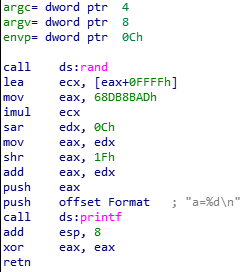 argc= dword ptr  4
argv= dword ptr  8
envp= dword ptr  0Ch
call    ds:rand
lea     ecx, [eax+0FFFFh]
mov     eax, 68DB8BADh
imul    ecx
sar     edx, 0Ch
mov     eax, edx
shr     eax, 1Fh
add     eax, edx
push    eax
push    offset Format   ; "a=%d\n"
call    ds:printf
add     esp, 8
xor     eax, eax
retn